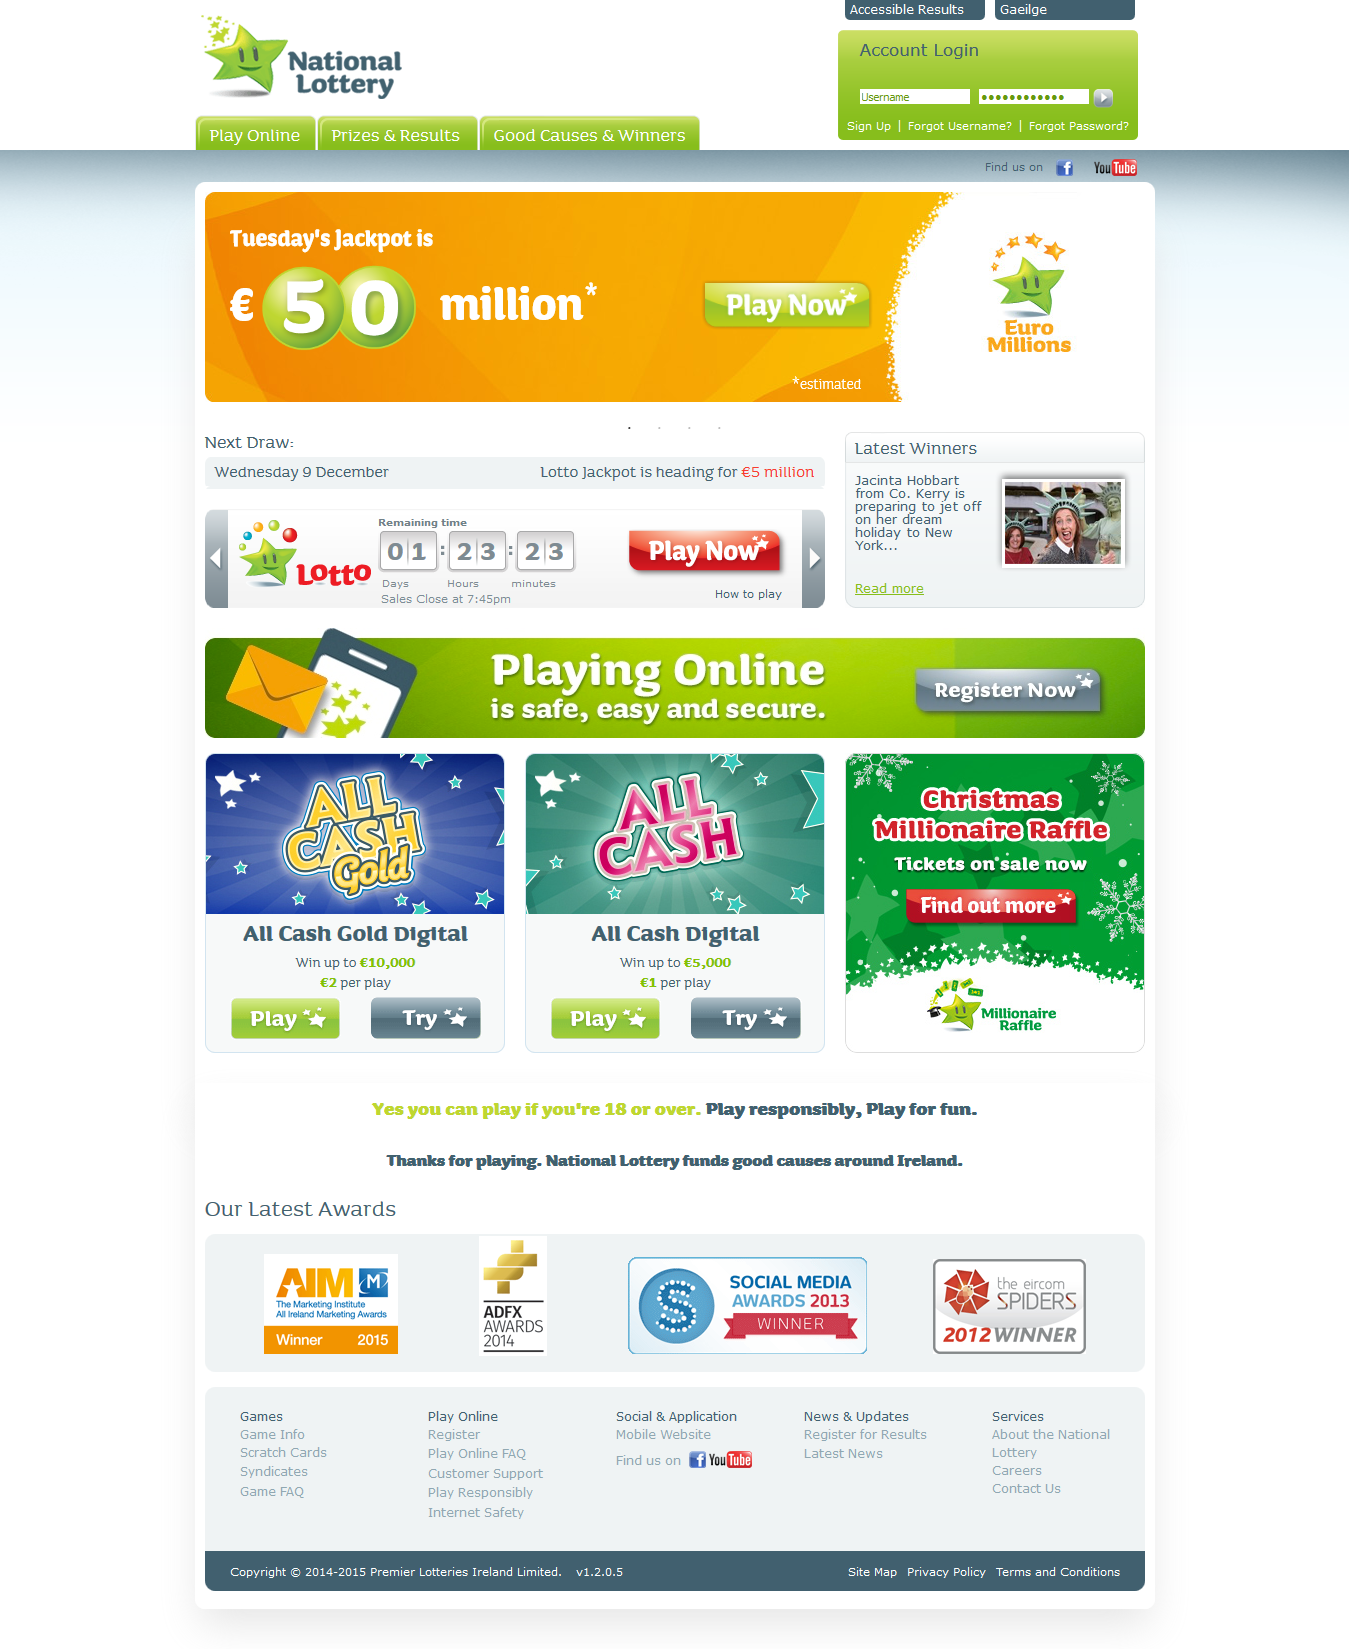 Accessible Results
Gaeilge
National
Lottery
Account Login
Username
Sign Up | Forgot Username? | Forgot Password?
Play Online
Prizes & Results
Good Causes & Winners
Find us on
You Tube
Tuesday's Jackpot is
€ 50 million*
Play Now
*estimated
Euro
Millions
Next Draw:
Wednesday 9 December
Lotto Jackpot is heading for €5 million
Lotto
Remaining time
01 : 23 : 23
Days Hours minutes
Sales Close at 7:45pm
Play Now
How to play
Latest Winners
Jacinta Hobbart
from Co. Kerry is
preparing to jet off
on her dream
holiday to New
York...
Read more
Playing Online
is safe, easy and secure.
Register Now
ALL
CASH
Gold
All Cash Gold Digital
Win up to €10,000
€2 per play
Play
Try
ALL
CASH
All Cash Digital
Win up to €5,000
€1 per play
Play
Try
Christmas
Millionaire Raffle
Tickets on sale now
Find out more
Millionaire
Raffle
Yes you can play if you're 18 or over. Play responsibly, Play for fun.
Thanks for playing. National Lottery funds good causes around Ireland.
Our Latest Awards
AIM M
The Marketing Institute
All Ireland Marketing Awards
Winner 2015
ADFX
AWARDS
2014
S
SOCIAL MEDIA
AWARDS 2013
WINNER
the eircom
SPIDERS
2012 WINNER
Games
Game Info
Scratch Cards
Syndicates
Game FAQ
Play Online
Register
Play Online FAQ
Customer Support
Play Responsibly
Internet Safety
Social & Application
Mobile Website
Find us on f You Tube
News & Updates
Register for Results
Latest News
Services
About the National
Lottery
Careers
Contact Us
Copyright © 2014-2015 Premier Lotteries Ireland Limited. v1.2.0.5
Site Map Privacy Policy Terms and Conditions